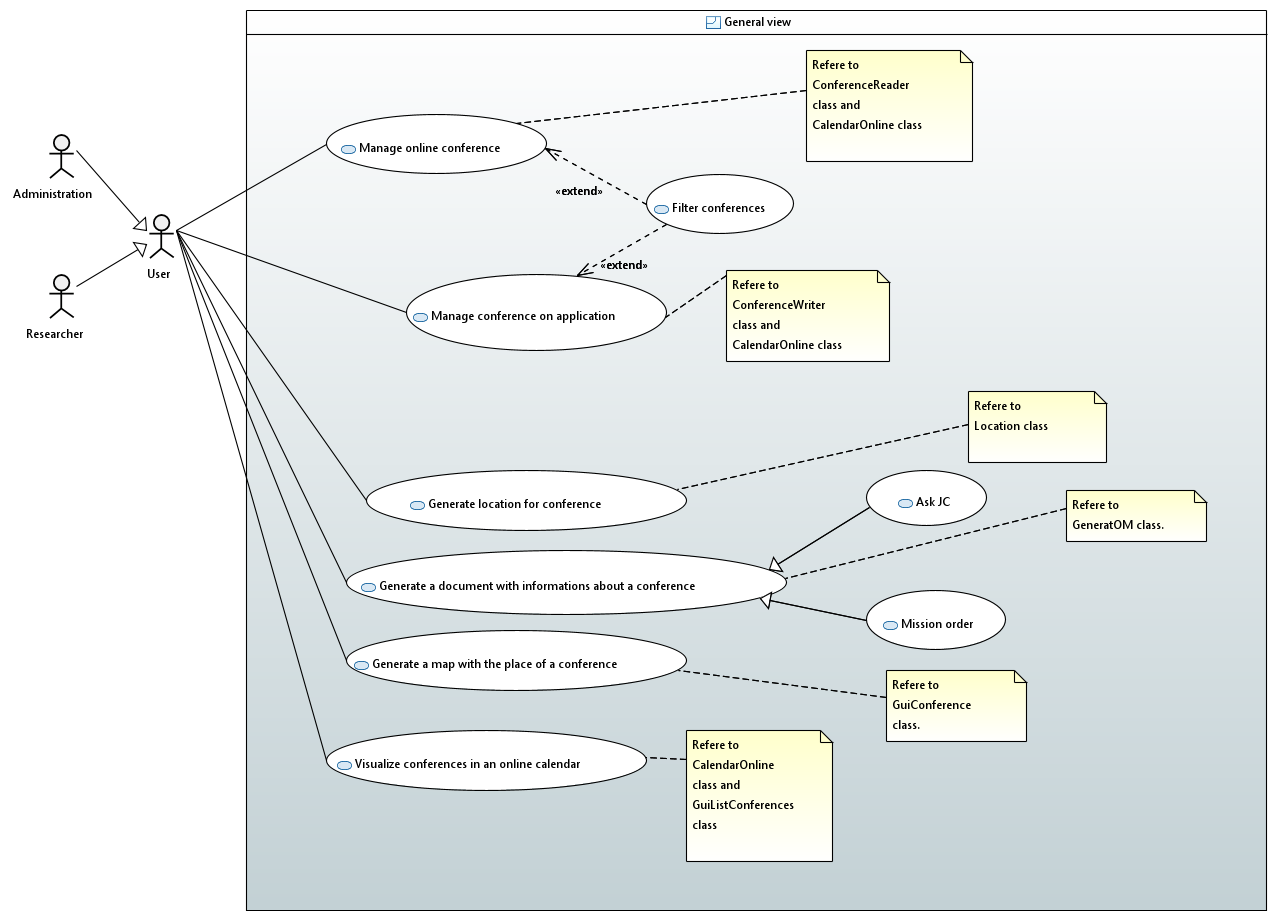 General view
Refere to
ConferenceReader
class and
CalendarOnline class
Manage online conference
Administration
«extend»
Filter conferences
User
«extend»
Refere to
ConferenceWriter
class and
CalendarOnline class
Manage conference on application
Researcher
Refere to
Location class
Generate location for conference
Ask JC
Refere to
GeneratOM class.
Generate a document with informations about a conference
Mission order
Generate a map with the place of a conference
Refere to
GuiConference
class.
Visualize conferences in an online calendar
Refere to
CalendarOnline
class and
GuiListConferences
class